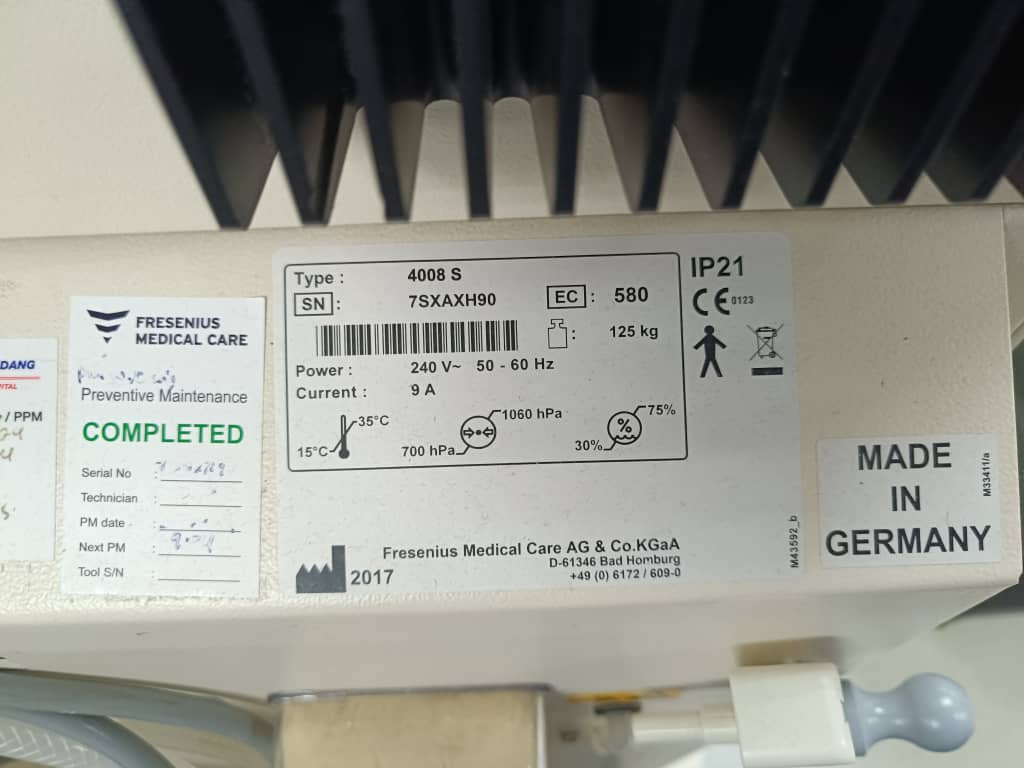 DANG
ITAL
/ PPM
FRESENIUS
MEDICAL CARE
Preventive Maintenance
COMPLETED
Serial No :
Technician :
PM date :
Next PM :
Tool S/N :
Type : 4008 S
SN : 7SXAXH90
EC : 580
125 kg
Power : 240 V~ 50 - 60 Hz
Current : 9 A
35°C
15°C
1060 hPa
700 hPa
%
75%
30%
IP21
CE 0123
Fresenius Medical Care AG & Co.KGaA
D-61346 Bad Homburg
+49 (0) 6172 / 609-0
2017
M43592_b
MADE
IN
GERMANY
M33411/a